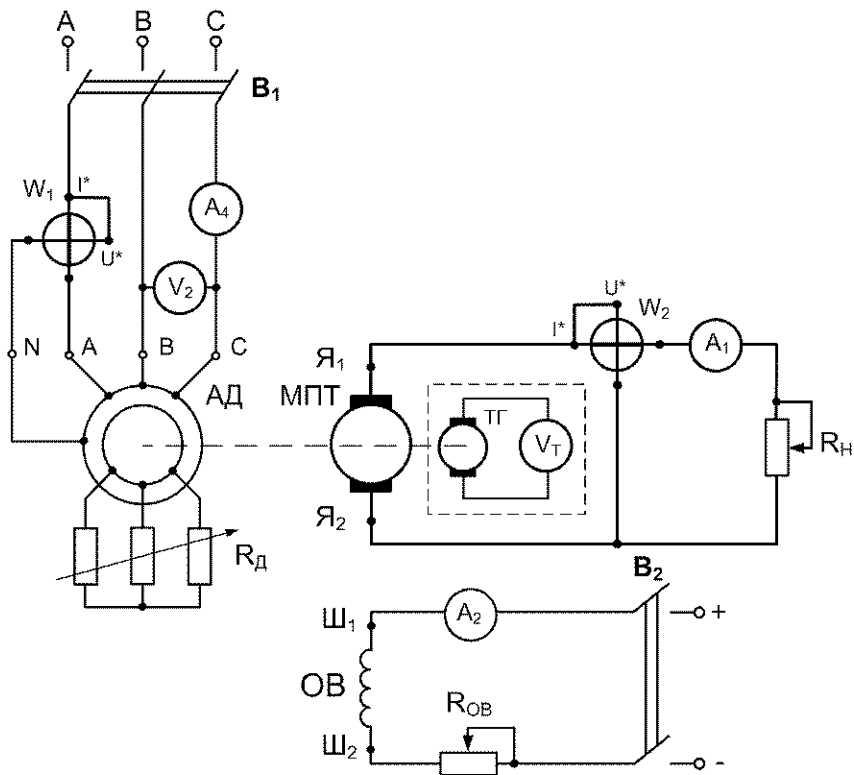 A B C
B₁
W₁ I*
A₄
U*
V₂
N A B C
АД
R_Д
U*
W₂
I*
A₁
Я₁
МПТ
ТГ
V_T
R_H
Я₂
B₂
Ш₁
A₂
+
ОВ
R_ОВ
Ш₂
-